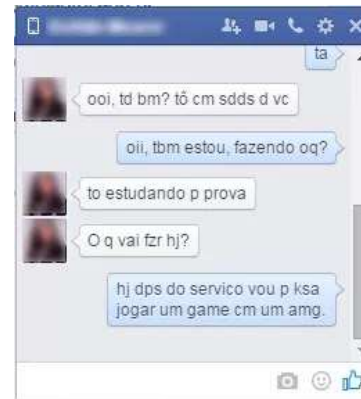 ta
ooi, td bm? tô cm sdds d vc
oii, tbm estou, fazendo oq?
to estudando p prova
O q vai fzr hj?
hj dps do servico vou p ksa
jogar um game cm um amg.